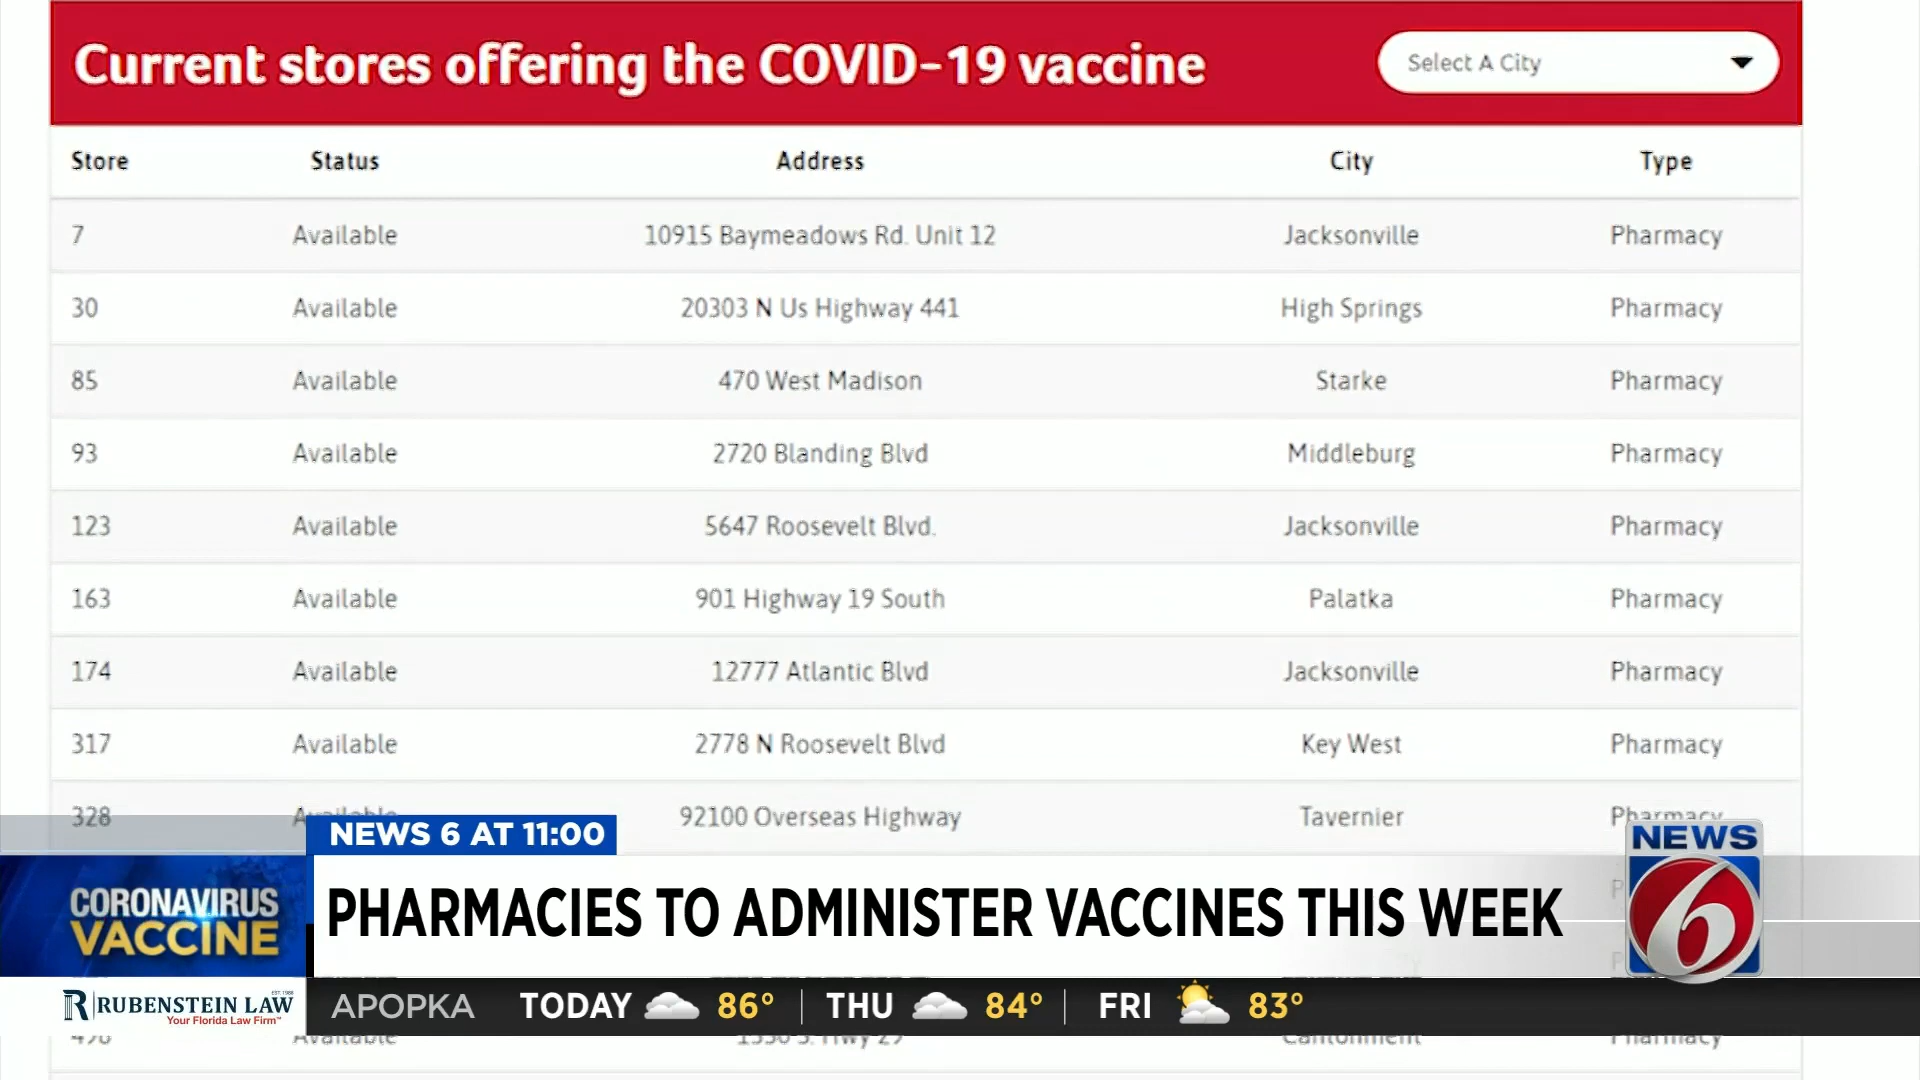 Current stores offering the COVID-19 vaccine
Select A City
Store Status Address City Type
7 Available 10915 Baymeadows Rd. Unit 12 Jacksonville Pharmacy
30 Available 20303 N Us Highway 441 High Springs Pharmacy
85 Available 470 West Madison Starke Pharmacy
93 Available 2720 Blanding Blvd Middleburg Pharmacy
123 Available 5647 Roosevelt Blvd. Jacksonville Pharmacy
163 Available 901 Highway 19 South Palatka Pharmacy
174 Available 12777 Atlantic Blvd Jacksonville Pharmacy
317 Available 2778 N Roosevelt Blvd Key West Pharmacy
328 Available 92100 Overseas Highway Tavernier Pharmacy
NEWS 6 AT 11:00
CORONAVIRUS
VACCINE
PHARMACIES TO ADMINISTER VACCINES THIS WEEK
NEWS
6
R RUBENSTEIN LAW
Your Florida Law Firm
APOPKA TODAY 86° THU 84° FRI 83°
Available Cantonment Pharmacy